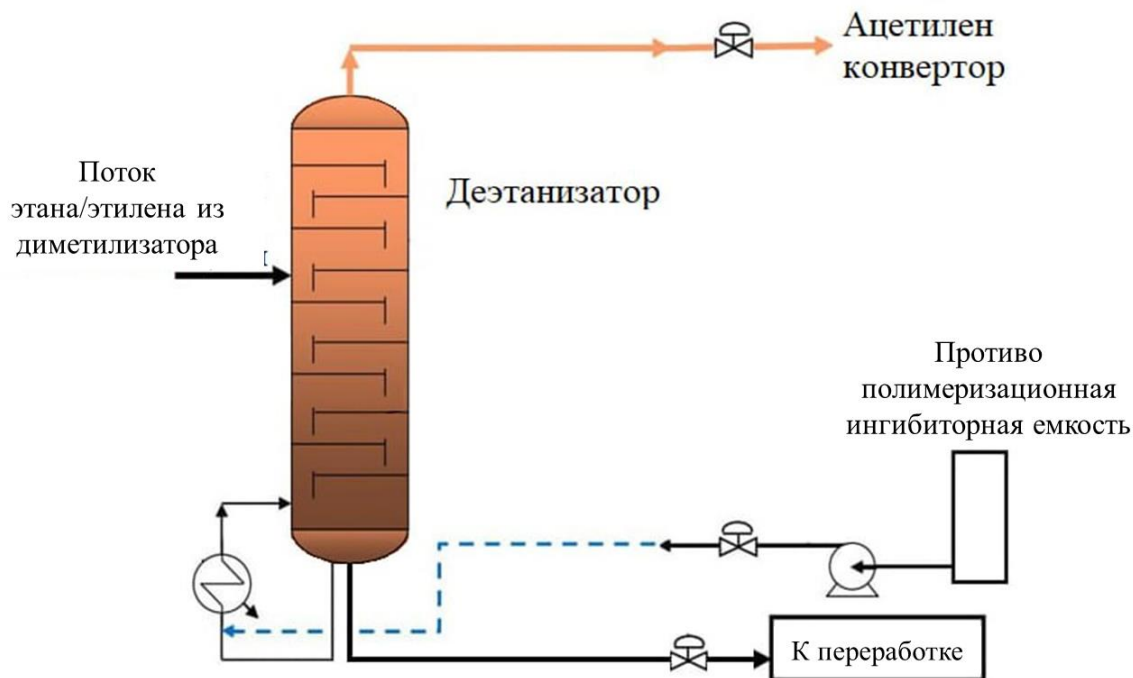 Ацетилен
конвертор
Поток
этана/этилена из
диметилизатора
Деэтанизатор
Противо
полимеризационная
ингибиторная емкость
К переработке